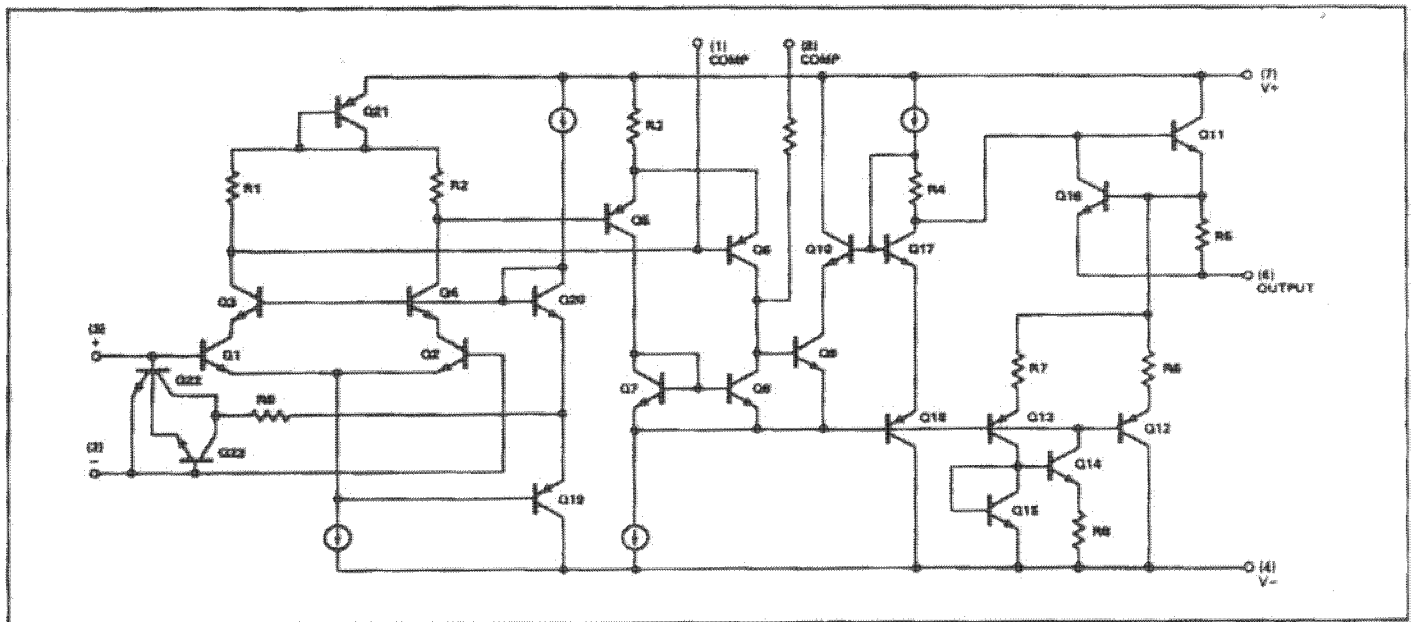 (1)
COMP
(8)
COMP
(7)
V+
Q21
Q11
R1
R2
R3
R4
Q16
Q5
Q6
Q17
R5
(6)
OUTPUT
Q3
Q4
Q20
(3)
+
Q1
Q2
Q22
Q7
Q8
R7
R6
Q18
Q13
Q12
Q23
(2)
-
Q14
Q19
Q15
R8
(4)
V-